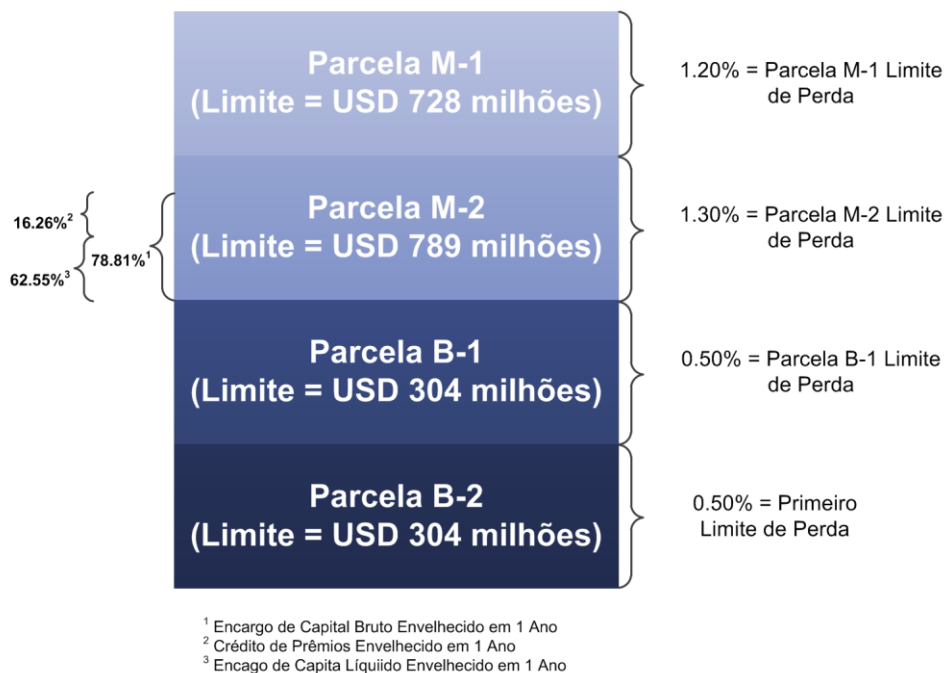 Parcela M-1
(Limite = USD 728 milhões)
1.20% = Parcela M-1 Limite
de Perda
Parcela M-2
(Limite = USD 789 milhões)
1.30% = Parcela M-2 Limite
de Perda
16.26%²
78.81%¹
62.55%³
Parcela B-1
(Limite = USD 304 milhões)
0.50% = Parcela B-1 Limite
de Perda
Parcela B-2
(Limite = USD 304 milhões)
0.50% = Primeiro
Limite de Perda
¹ Encargo de Capital Bruto Envelhecido em 1 Ano
² Crédito de Prêmios Envelhecido em 1 Ano
³ Encago de Capita Líquiido Envelhecido em 1 Ano